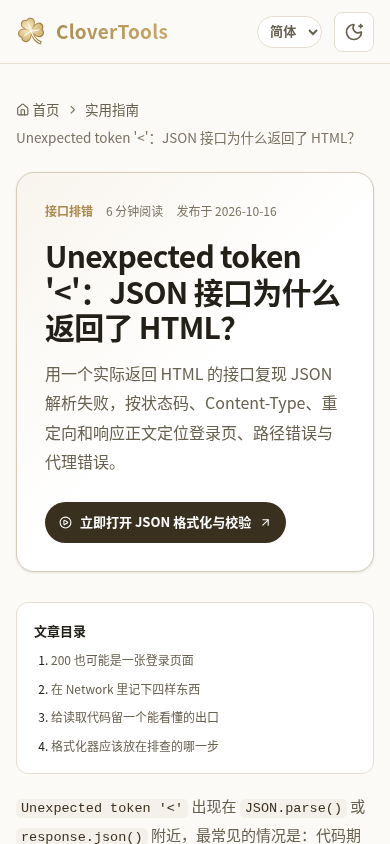 CloverTools
简体
首页
实用指南
Unexpected token '<'：JSON 接口为什么返回了 HTML？
接口排错 6 分钟阅读 发布于 2026-10-16
Unexpected token
'<'：JSON 接口为什么
返回了 HTML？
用一个实际返回 HTML 的接口复现 JSON
解析失败，按状态码、Content-Type、重
定向和响应正文定位登录页、路径错误与
代理错误。
立即打开 JSON 格式化与校验
文章目录
1. 200 也可能是一张登录页面
2. 在 Network 里记下四样东西
3. 给读取代码留一个能看懂的出口
4. 格式化器应该放在排查的哪一步
Unexpected token '<' 出现在 JSON.parse() 或
response.json() 附近，最常见的情况是：代码期